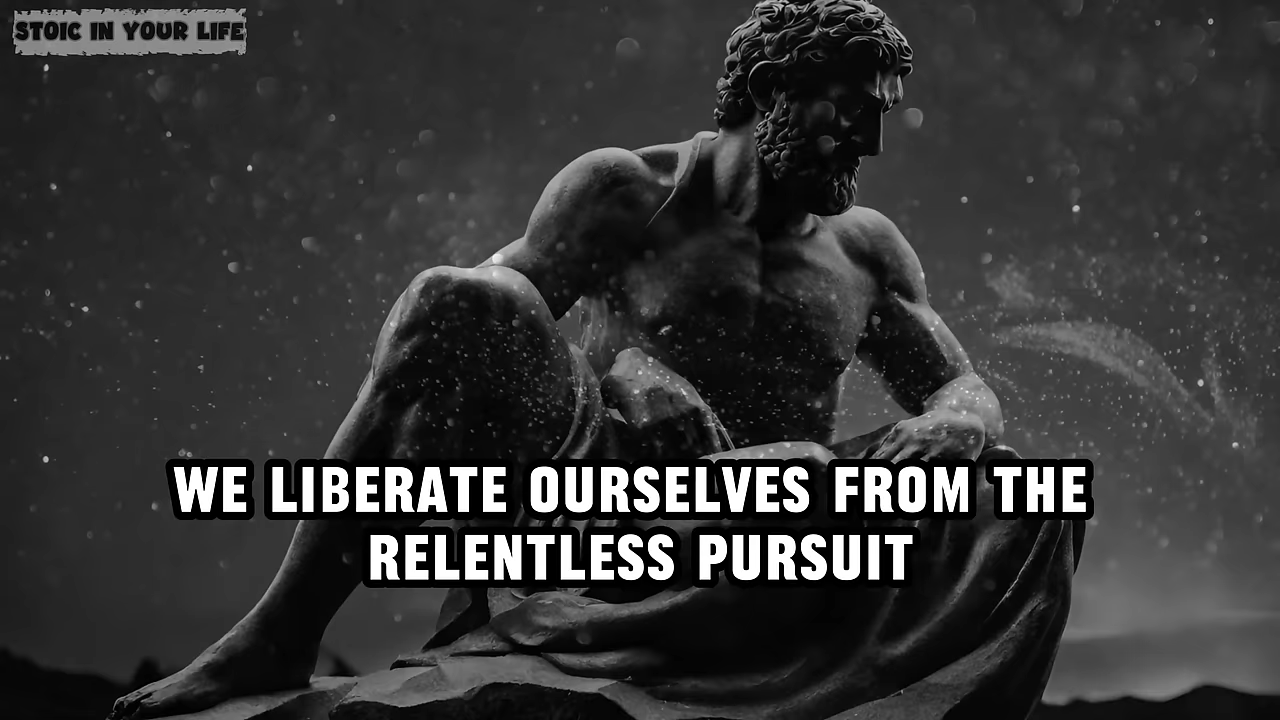 STOIC IN YOUR LIFE
WE LIBERATE OURSELVES FROM THE
RELENTLESS PURSUIT